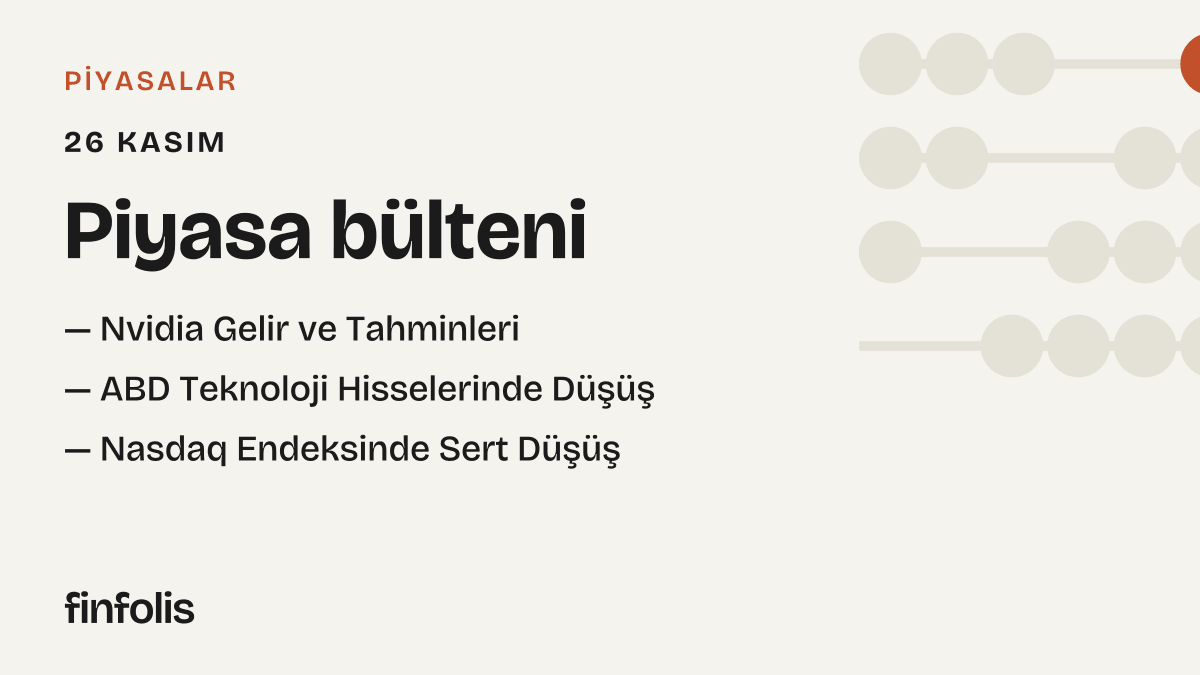 PİYASALAR
26 KASIM
Piyasa bülteni
— Nvidia Gelir ve Tahminleri
— ABD Teknoloji Hisselerinde Düşüş
— Nasdaq Endeksinde Sert Düşüş
finfolis